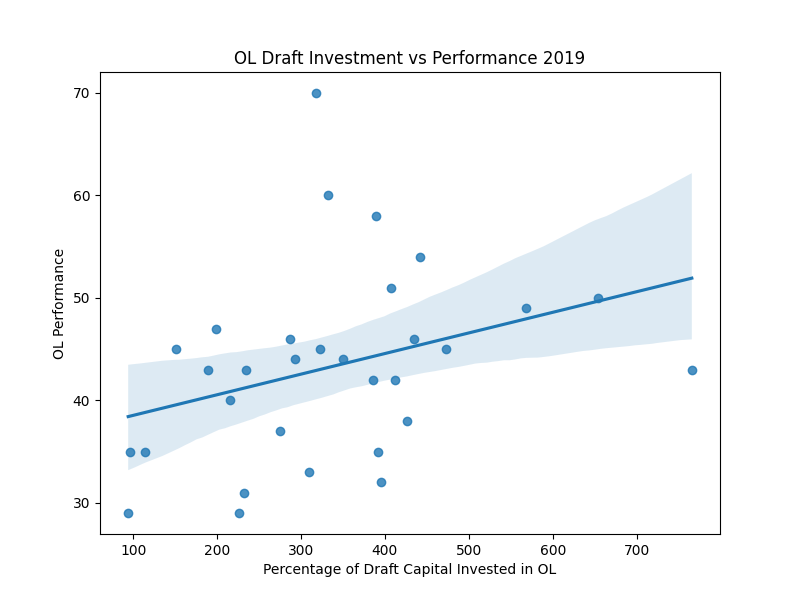 OL Draft Investment vs Performance 2019
70
60
50
40
30
OL Performance
100 200 300 400 500 600 700
Percentage of Draft Capital Invested in OL